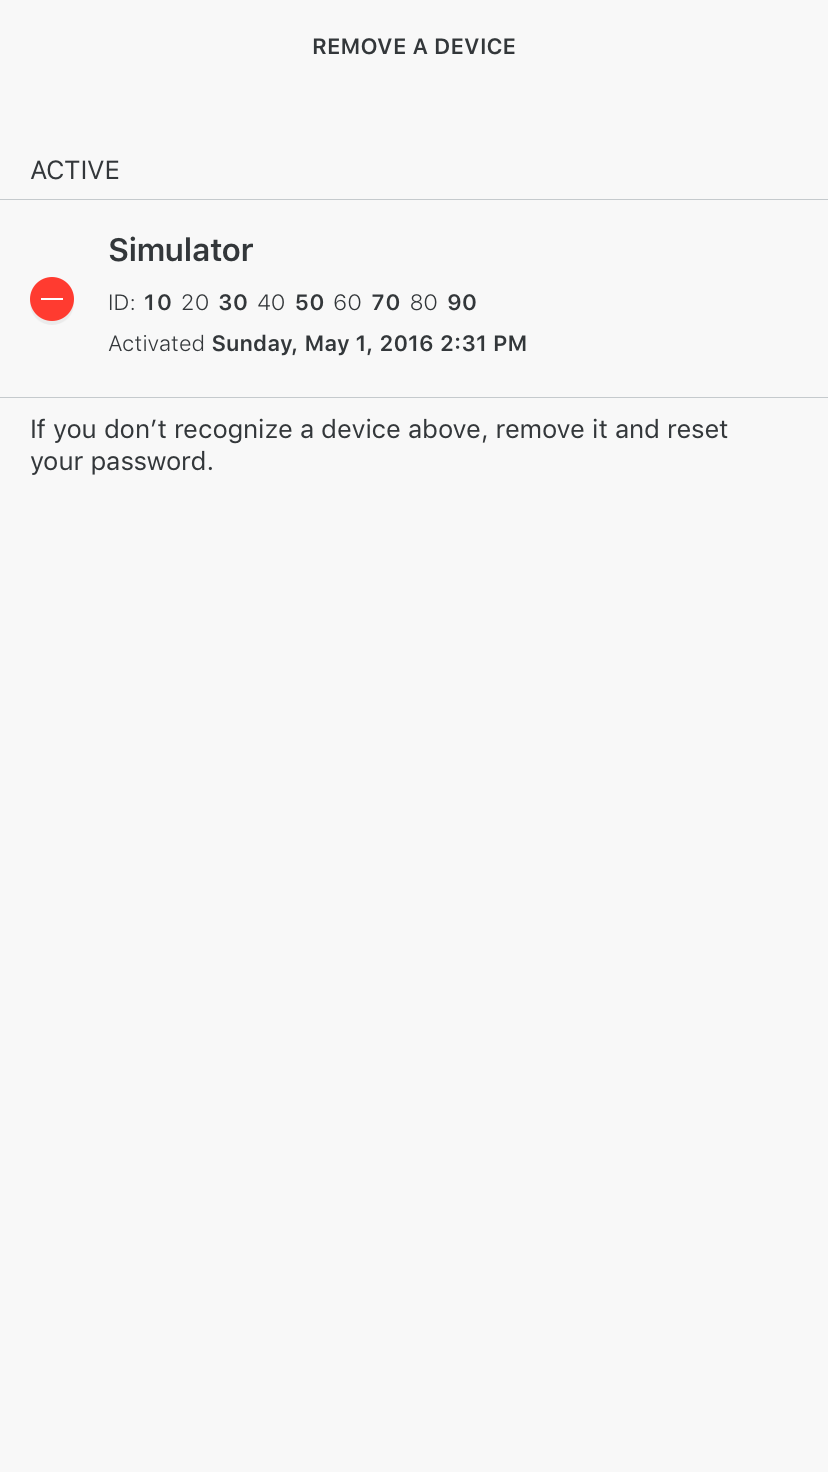 REMOVE A DEVICE
ACTIVE
Simulator
ID: 10 20 30 40 50 60 70 80 90
Activated Sunday, May 1, 2016 2:31 PM
If you don’t recognize a device above, remove it and reset
your password.